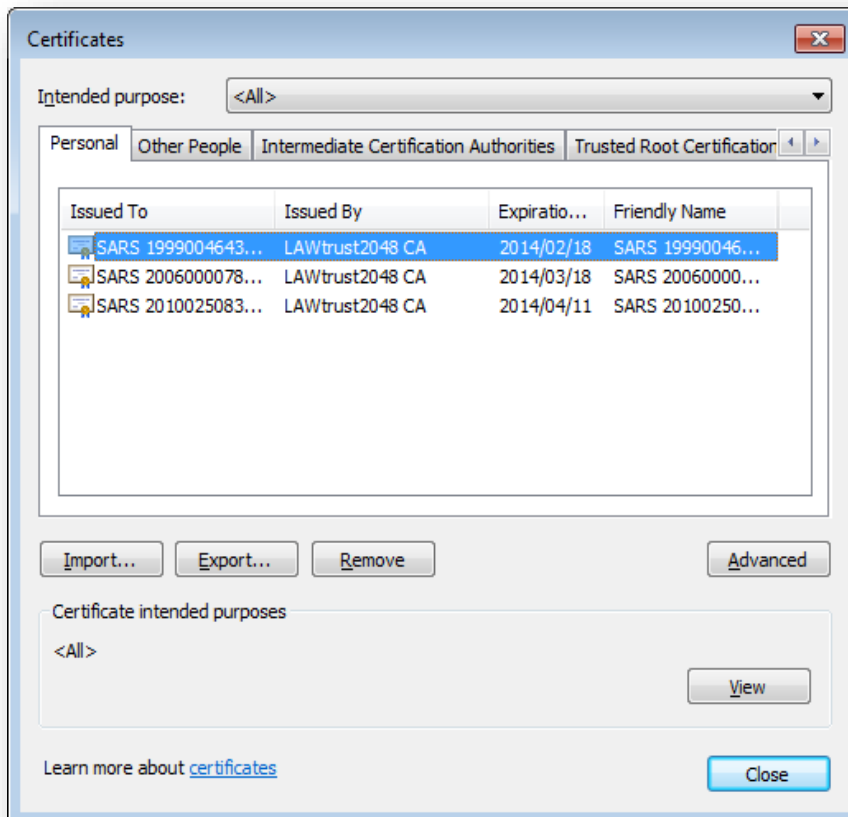 Certificates
Intended purpose: <All>
Personal Other People Intermediate Certification Authorities Trusted Root Certification
Issued To Issued By Expiratio... Friendly Name
SARS 1999004643... LAWtrust2048 CA 2014/02/18 SARS 19990046...
SARS 2006000078... LAWtrust2048 CA 2014/03/18 SARS 20060000...
SARS 2010025083... LAWtrust2048 CA 2014/04/11 SARS 20100250...
Import... Export... Remove Advanced
Certificate intended purposes
<All>
View
Learn more about certificates
Close